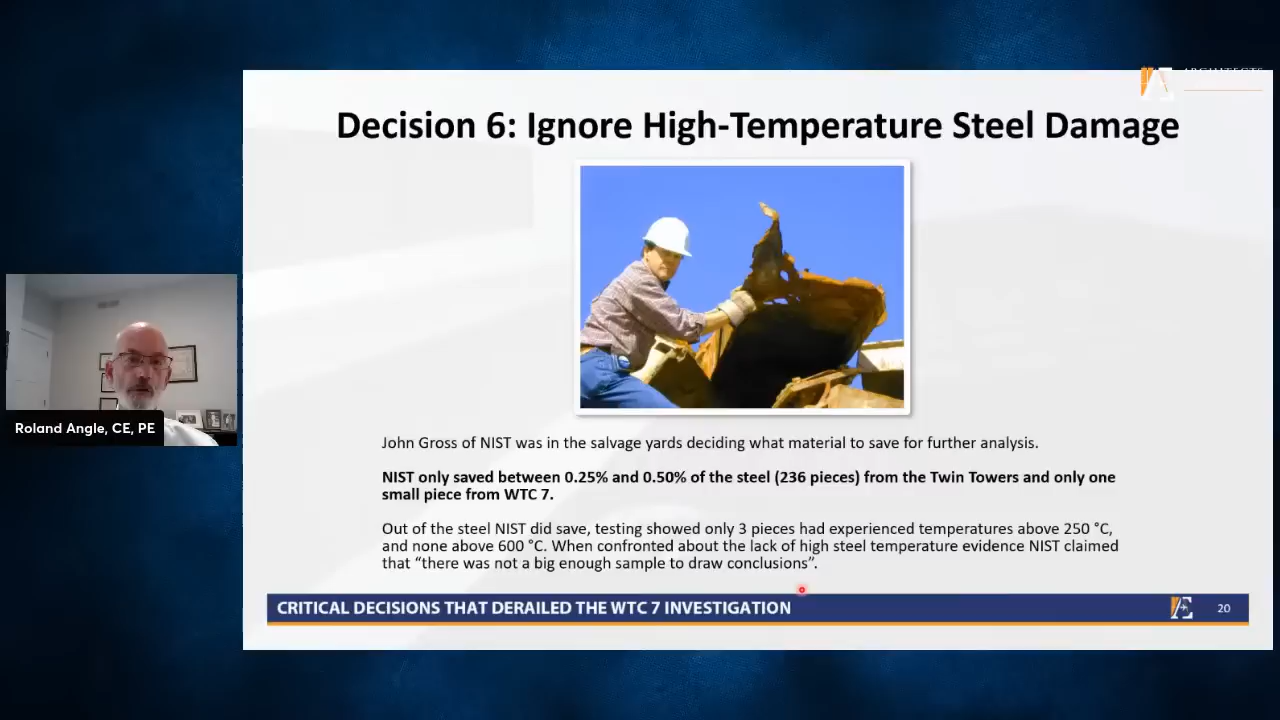 Decision 6: Ignore High-Temperature Steel Damage
Roland Angle, CE, PE
John Gross of NIST was in the salvage yards deciding what material to save for further analysis.
NIST only saved between 0.25% and 0.50% of the steel (236 pieces) from the Twin Towers and only one
small piece from WTC 7.
Out of the steel NIST did save, testing showed only 3 pieces had experienced temperatures above 250 °C,
and none above 600 °C. When confronted about the lack of high steel temperature evidence NIST claimed
that “there was not a big enough sample to draw conclusions”.
CRITICAL DECISIONS THAT DERAILED THE WTC 7 INVESTIGATION
20